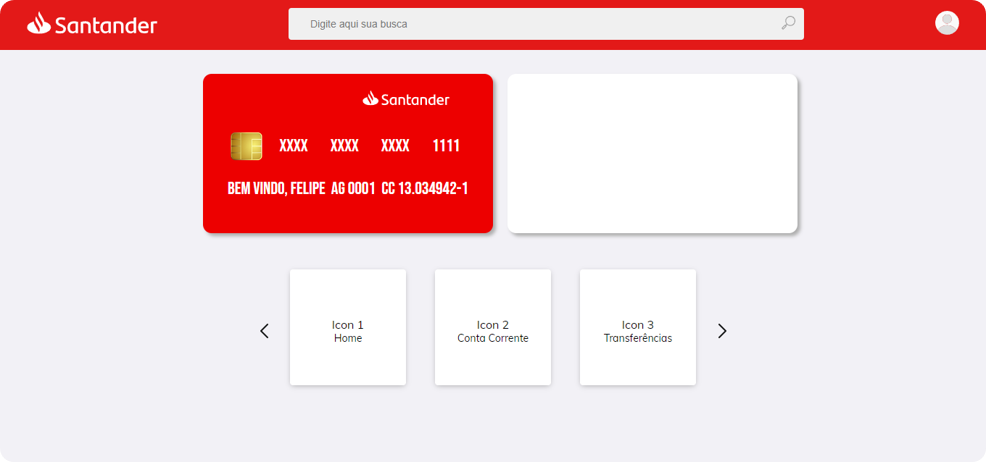 Santander
Digite aqui sua busca
Santander
XXXX XXXX XXXX 1111
BEM VINDO, FELIPE AG 0001 CC 13.034942-1
Icon 1
Home
Icon 2
Conta Corrente
Icon 3
Transferências